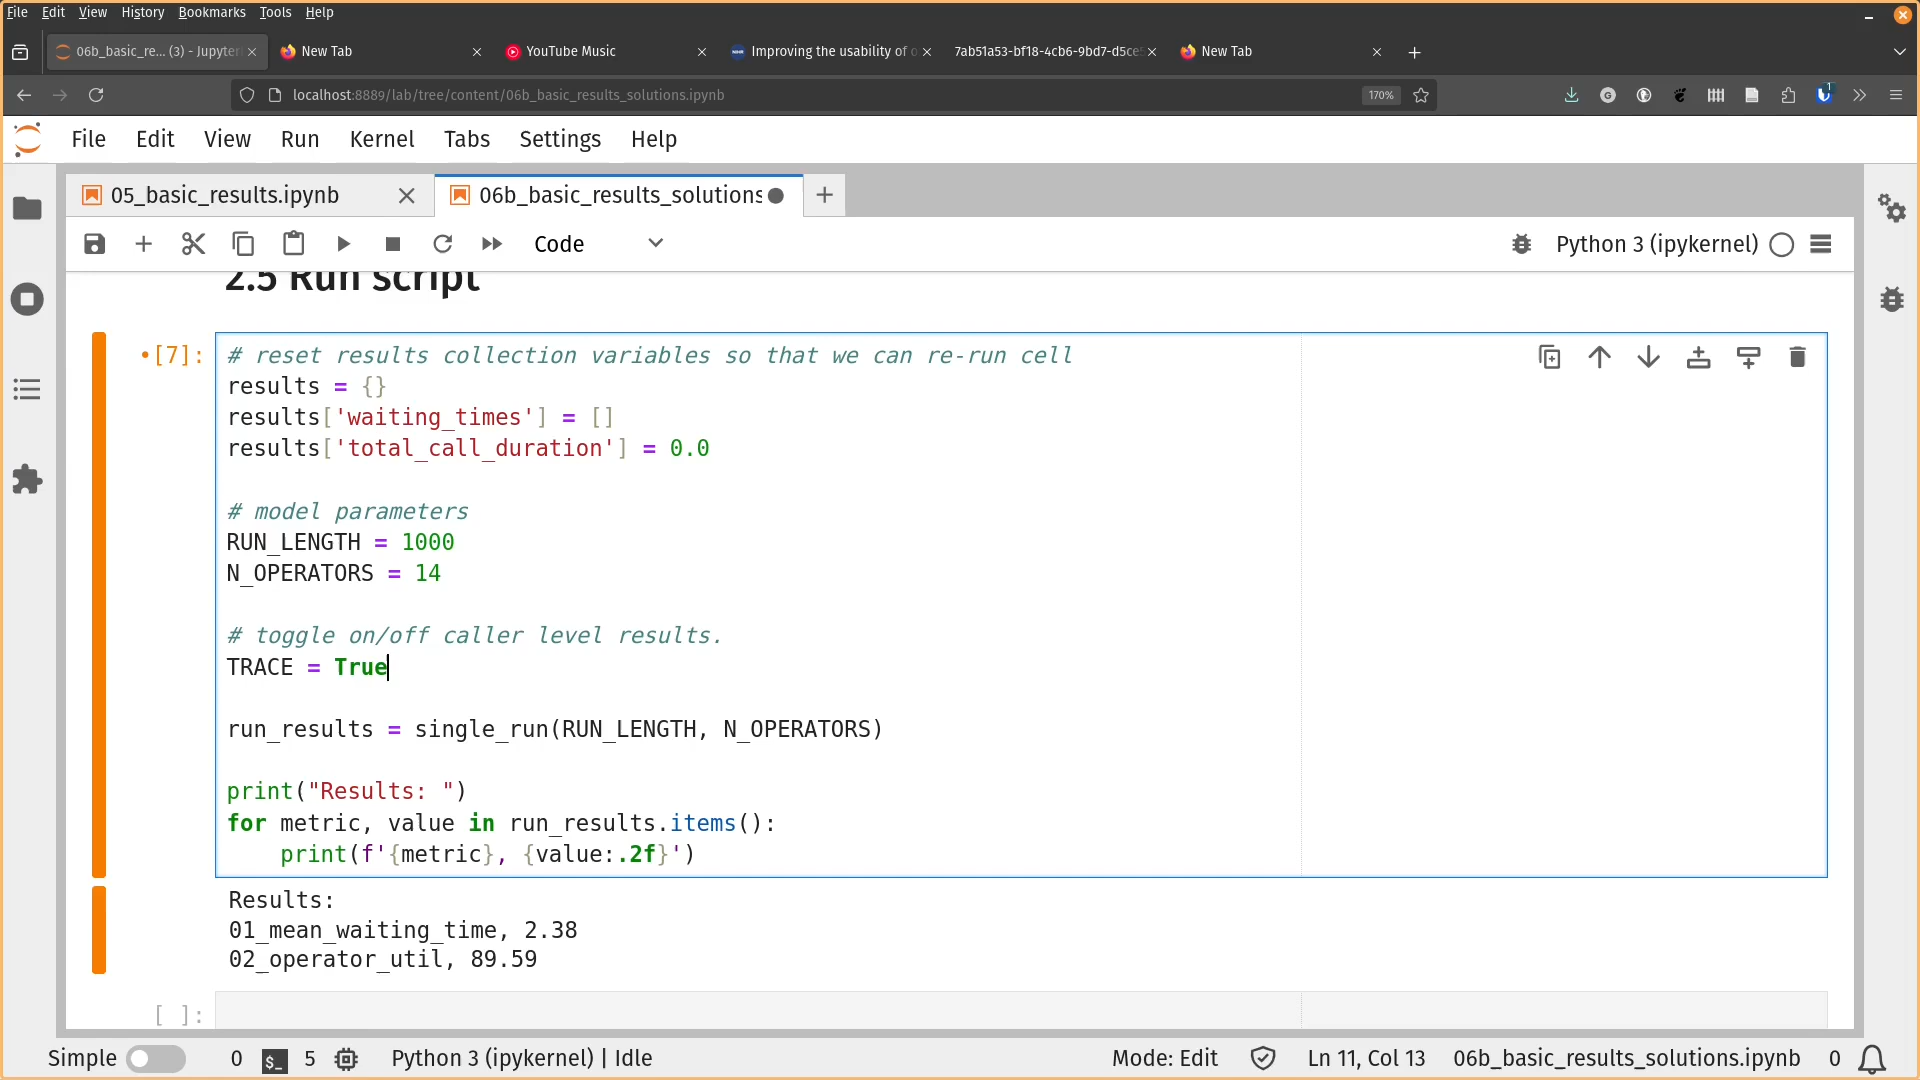 File Edit View History Bookmarks Tools Help
06b_basic_re... (3) - Jupyter
New Tab
YouTube Music
Improving the usability of o
7ab51a53-bf18-4cb6-9bd7-d5ce5
New Tab
localhost:8889/lab/tree/content/06b_basic_results_solutions.ipynb
170%
1
File Edit View Run Kernel Tabs Settings Help
05_basic_results.ipynb
06b_basic_results_solutions
Code
Python 3 (ipykernel)
2.5 Run script
•[7]:
# reset results collection variables so that we can re-run cell
results = {}
results['waiting_times'] = []
results['total_call_duration'] = 0.0
# model parameters
RUN_LENGTH = 1000
N_OPERATORS = 14
# toggle on/off caller level results.
TRACE = True
run_results = single_run(RUN_LENGTH, N_OPERATORS)
print("Results: ")
for metric, value in run_results.items():
    print(f'{metric}, {value:.2f}')
Results:
01_mean_waiting_time, 2.38
02_operator_util, 89.59
[ ]:
Simple 0 $_ 5 Python 3 (ipykernel) | Idle Mode: Edit Ln 11, Col 13 06b_basic_results_solutions.ipynb 0